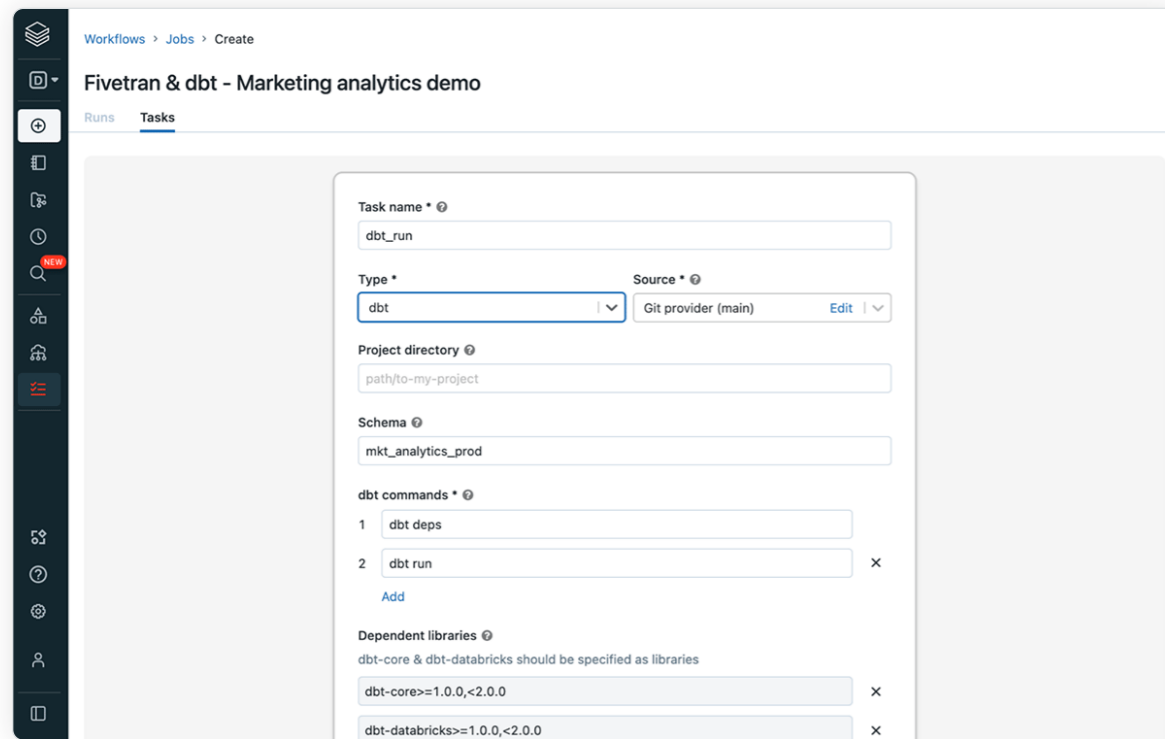 Workflows > Jobs > Create
D
Fivetran & dbt - Marketing analytics demo
Runs Tasks
NEW
Task name * ?
dbt_run
Type * Source * ?
dbt Git provider (main) Edit
Project directory ?
path/to-my-project
Schema ?
mkt_analytics_prod
dbt commands * ?
1 dbt deps
2 dbt run
Add
Dependent libraries ?
dbt-core & dbt-databricks should be specified as libraries
dbt-core>=1.0.0,<2.0.0
dbt-databricks>=1.0.0,<2.0.0